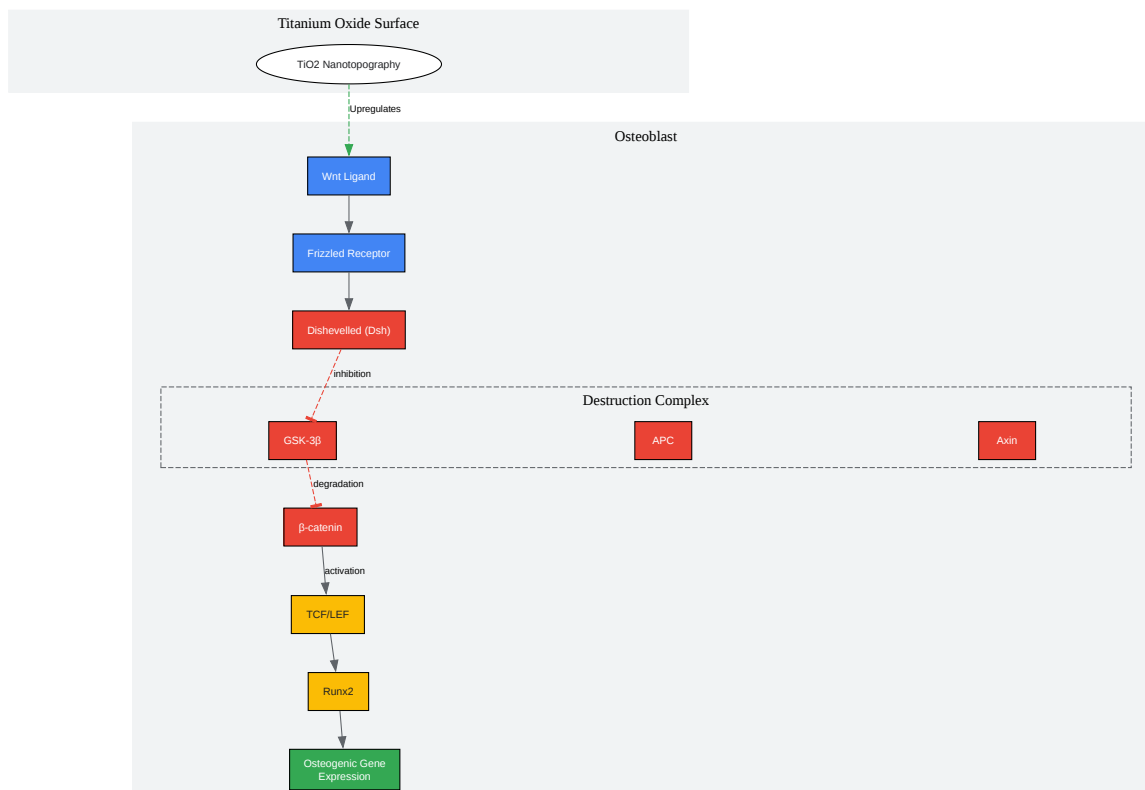 Titanium Oxide Surface
TiO2 Nanotopography
Upregulates
Osteoblast
Wnt Ligand
Frizzled Receptor
Dishevelled (Dsh)
inhibition
Destruction Complex
GSK-3β
APC
Axin
degradation
β-catenin
activation
TCF/LEF
Runx2
Osteogenic Gene
Expression